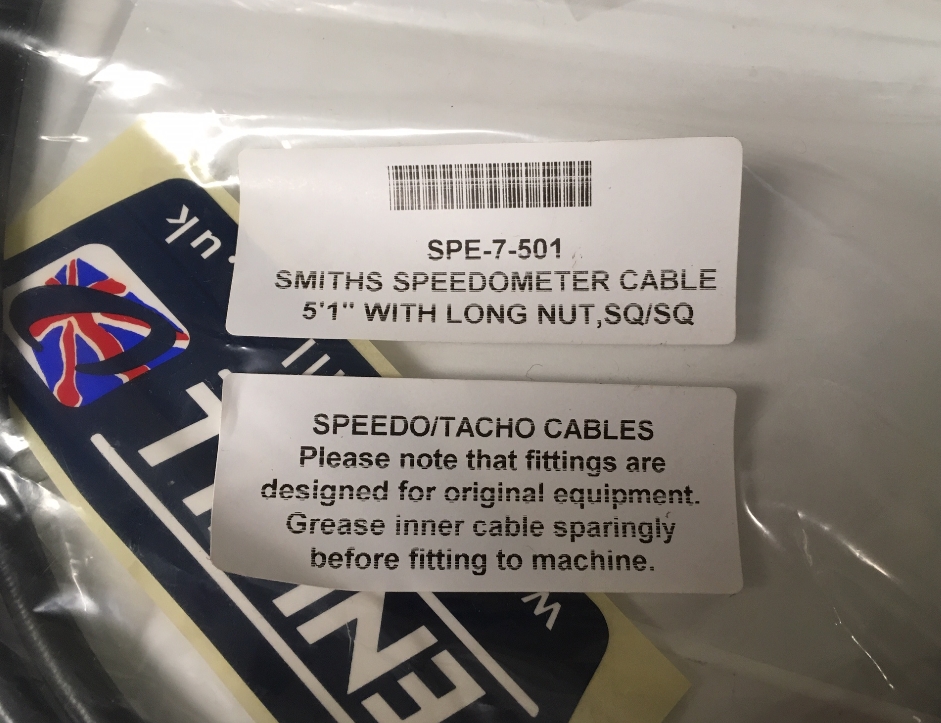 SPE-7-501
SMITHS SPEEDOMETER CABLE
5'1" WITH LONG NUT,SQ/SQ
SPEEDO/TACHO CABLES
Please note that fittings are
designed for original equipment.
Grease inner cable sparingly
before fitting to machine.
.uk